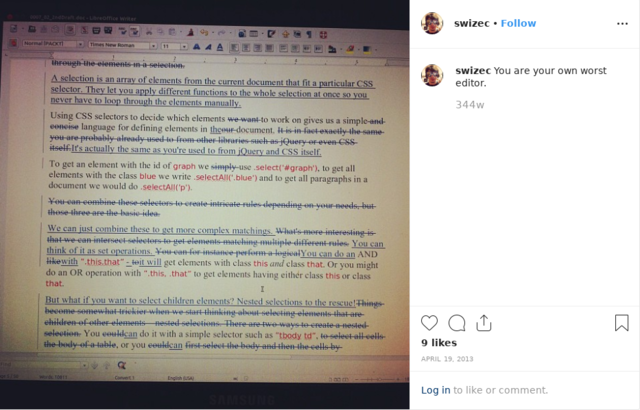 swizec • Follow
swizec You are your own worst
editor.
344w
Normal [PACKT]
Times New Roman
11
through the elements in a selection.
A selection is an array of elements from the current document that fit a particular CSS
selector. They let you apply different functions to the whole selection at once so you
never have to loop through the elements manually.
Using CSS selectors to decide which elements we want to work on gives us a simple and
concise language for defining elements in theour document. It is in fact exactly the same
you are probably already used to from other libraries such as jQuery or even CSS
itself.It's actually the same as you're used to from jQuery and CSS itself.
To get an element with the id of graph we simply use .select('#graph'), to get all
elements with the class blue we write .selectAll('.blue') and to get all paragraphs in a
document we would do .selectAll('p').
You can combine these selectors to create intricate rules depending on your needs, but
those three are the basic idea.
We can just combine these to get more complex matchings. What's more interesting is
that we can intersect selectors to get elements matching multiple different rules. You can
think of it as set operations. You can for instance perform a logicalYou can do an AND
likewith ".this.that" - toit will get elements with class this and class that. Or you might
do an OR operation with ".this, .that" to get elements having either class this or class
that.
But what if you want to select children elements? Nested selections to the rescue!Things
become somewhat trickier when we start thinking about selecting elements that are
children of other elements - nested selections. There are two ways to create a nested
selection. You couldcan do it with a simple selector such as "tbody td", to select all cells
the body of a table, or you couldcan first select the body and then the cells by
English (USA)
SAMSUNG
9 likes
APRIL 19, 2013
Log in to like or comment.